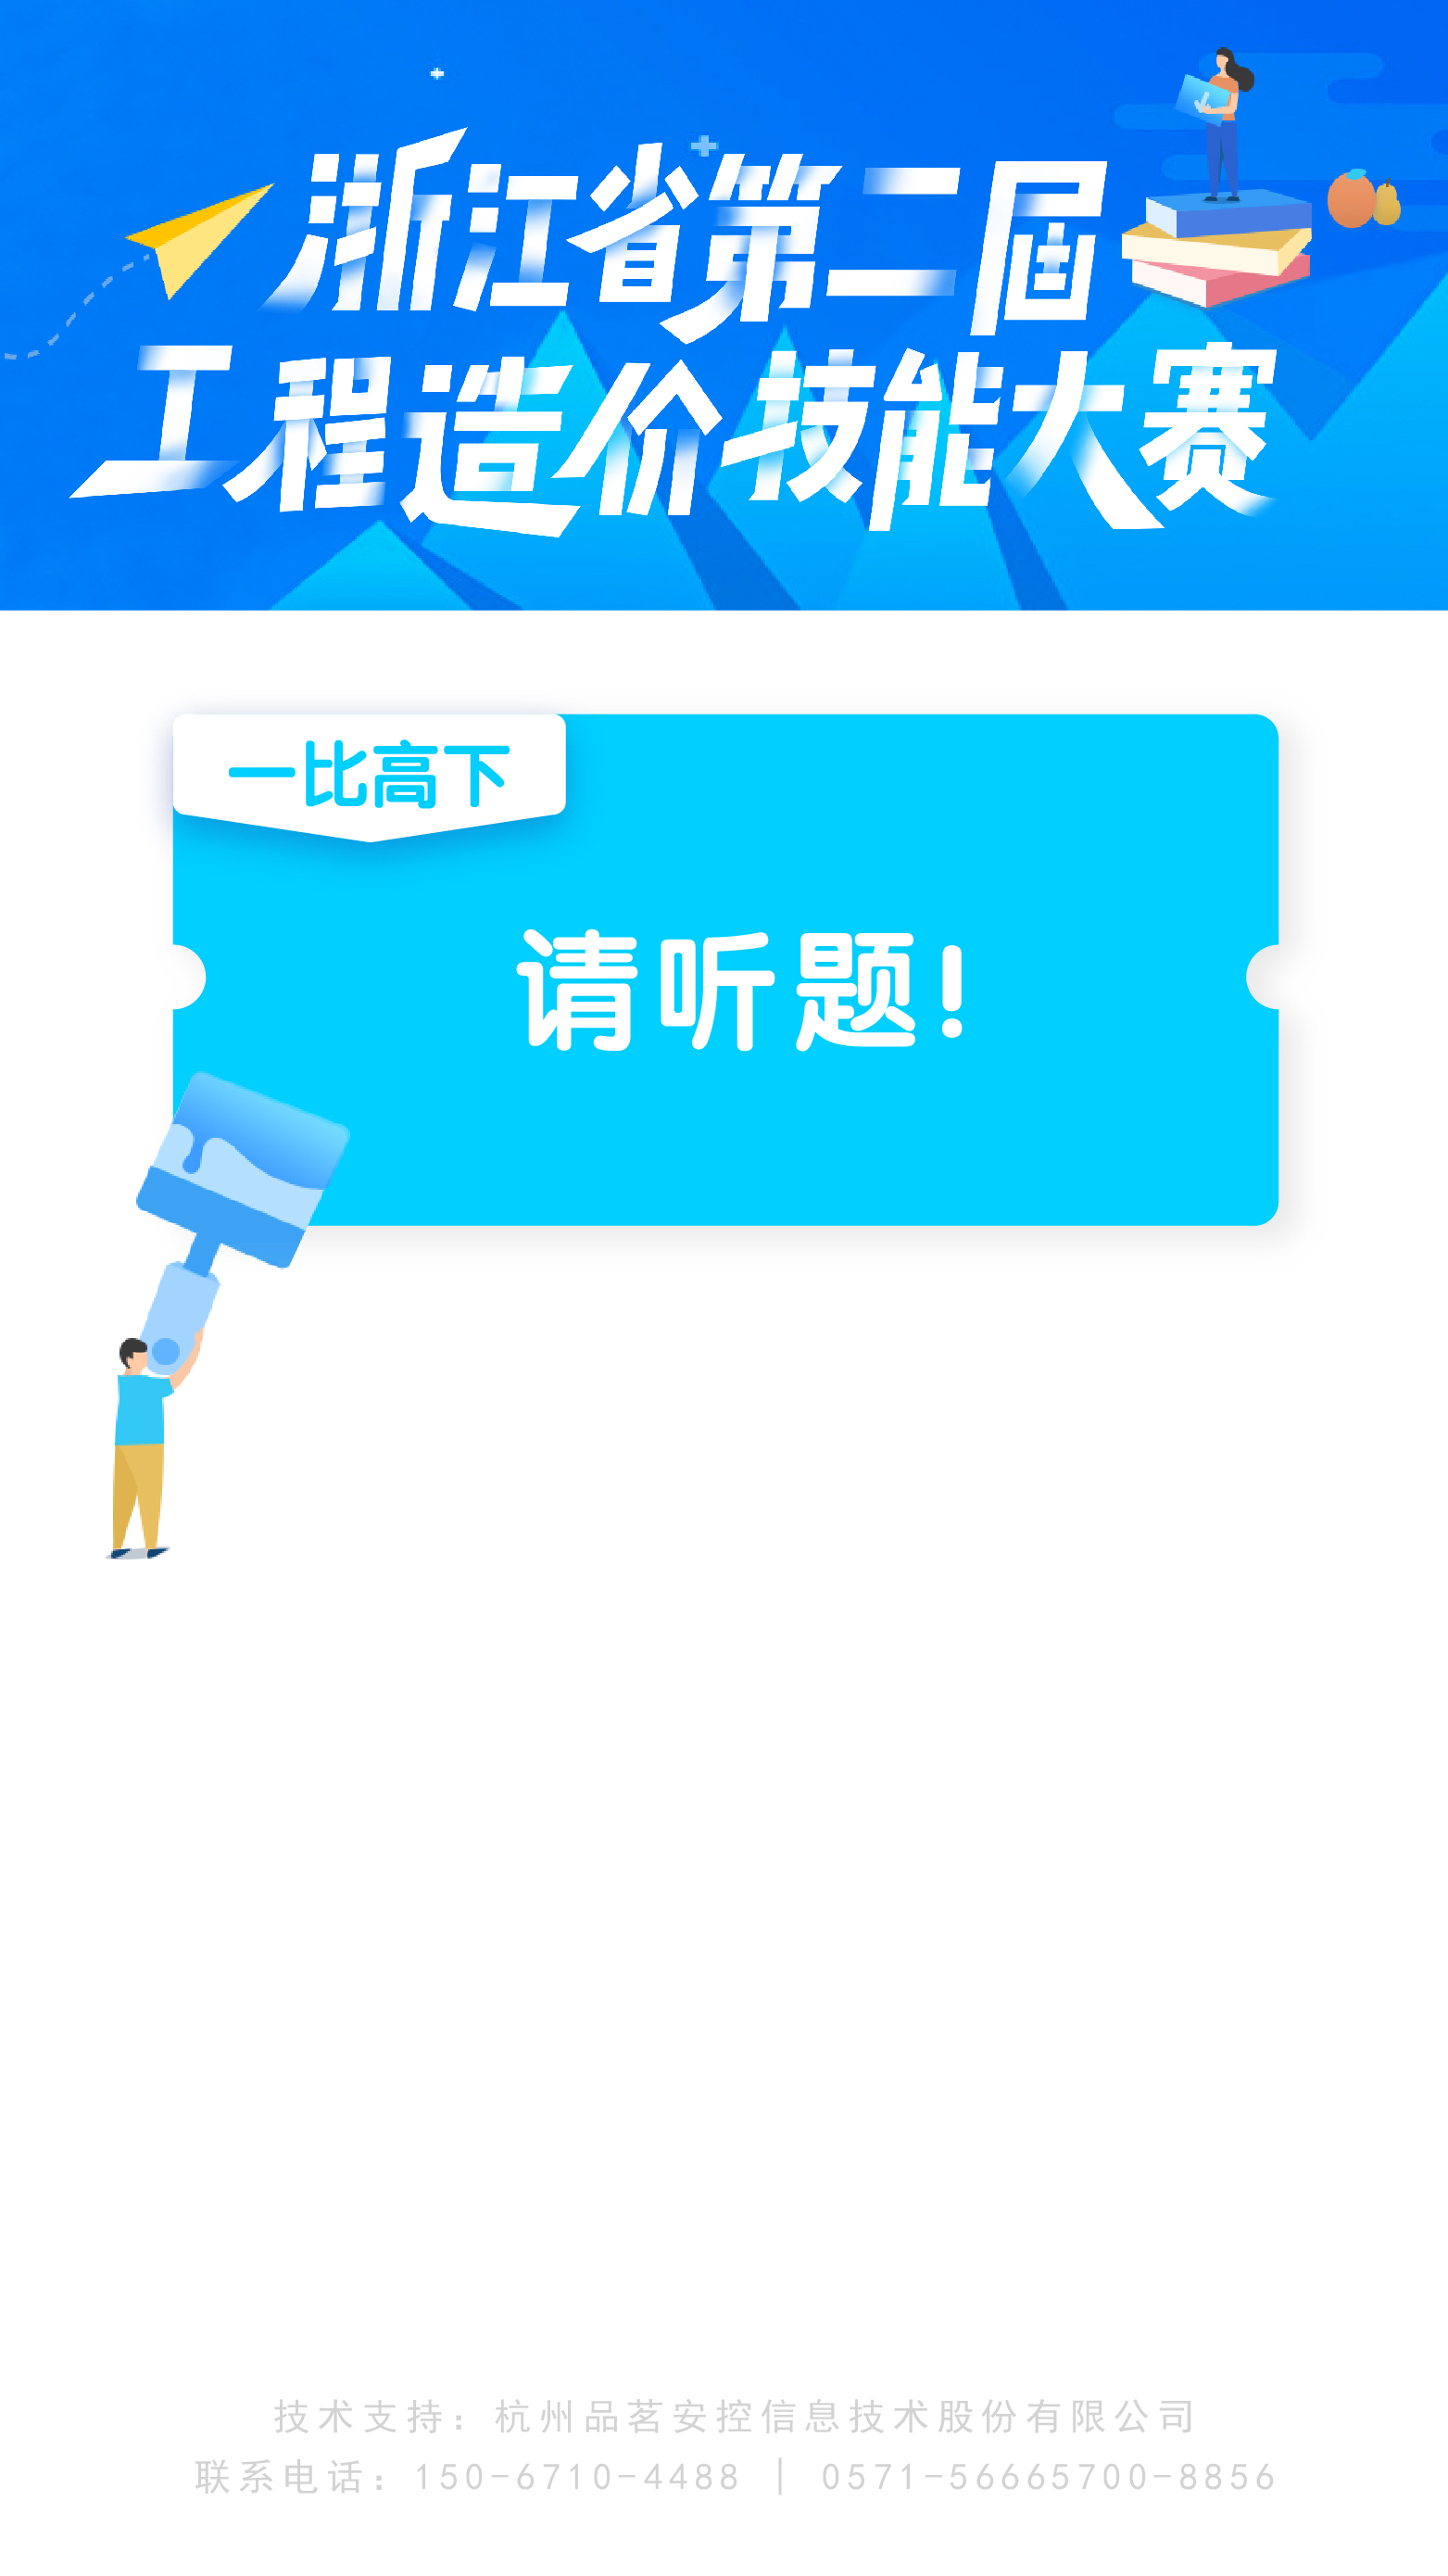 浙江省第二届
工程造价技能大赛
一比高下
请听题!
技术支持：杭州品茗安控信息技术股份有限公司
联系电话：150-6710-4488 | 0571-56665700-8856